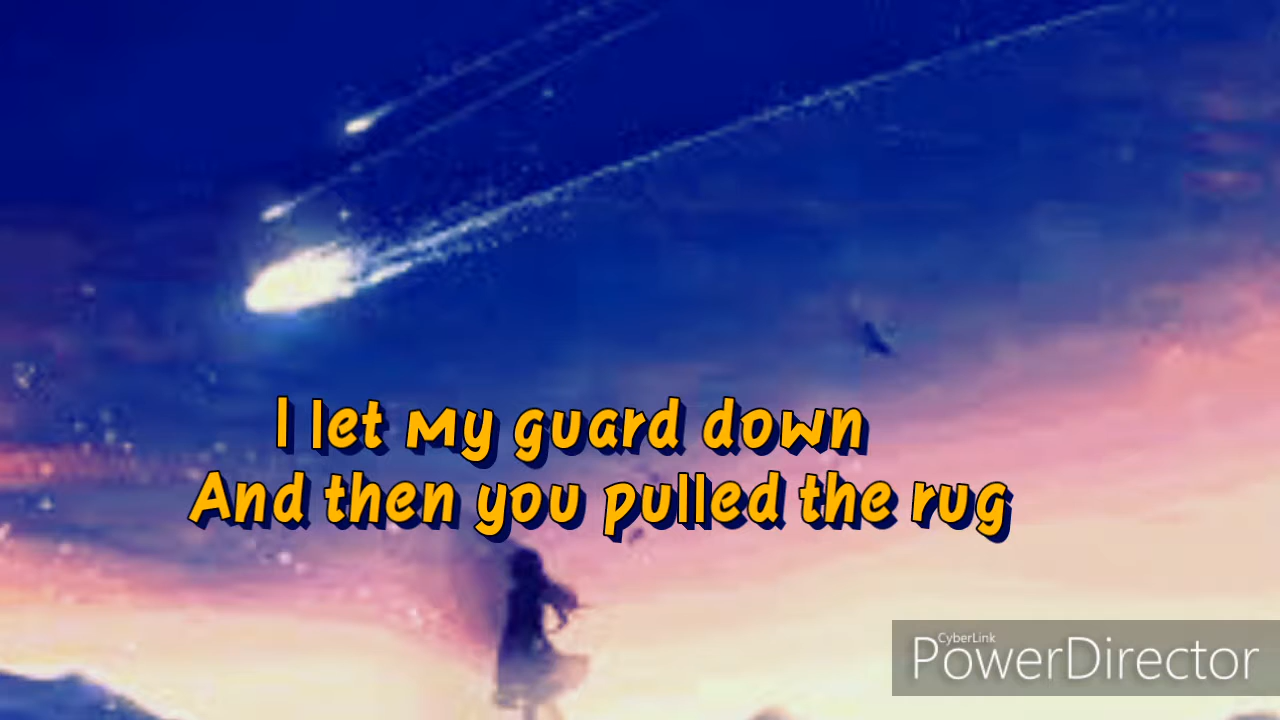 I let my guard down
And then you pulled the rug
CyberLink
PowerDirector